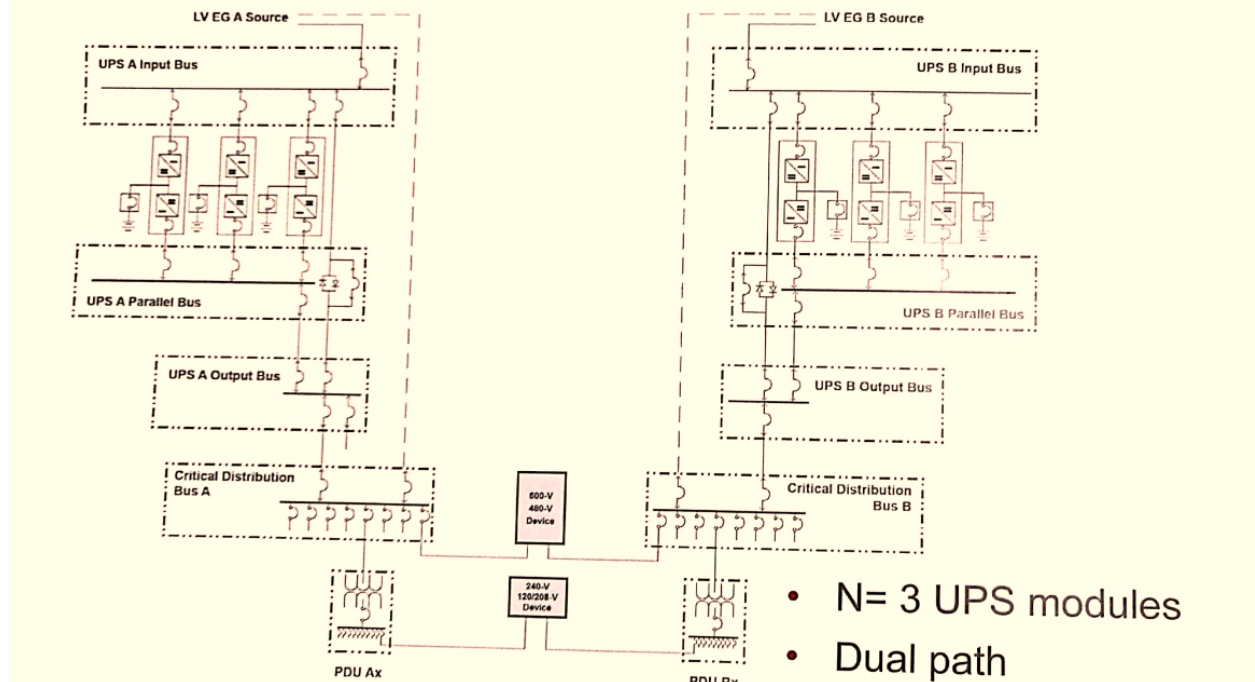 LV EG A Source
LV EG B Source
UPS A Input Bus
UPS B Input Bus
UPS A Parallel Bus
UPS B Parallel Bus
UPS A Output Bus
UPS B Output Bus
Critical Distribution
Bus A
600-V
480-V
Device
Critical Distribution
Bus B
240-V
120/208-V
Device
• N= 3 UPS modules
• Dual path
PDU Ax
PDU Bx